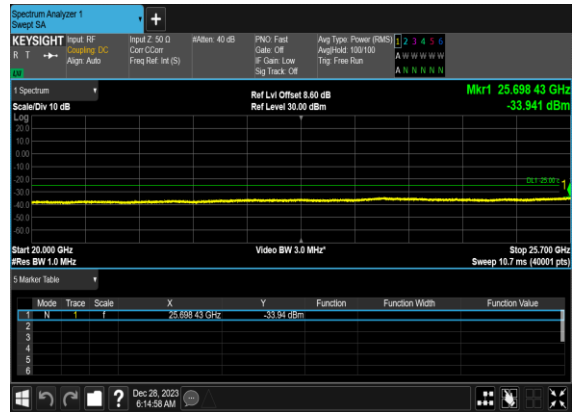 Spectrum Analyzer 1
Swept SA
+
KEYSIGHT
R T
Input: RF
Coupling: DC
Align: Auto
Input Z: 50 Ω
Corr CCorr
Freq Ref: Int (S)
#Atten: 40 dB
PNO: Fast
Gate: Off
IF Gain: Low
Sig Track: Off
Avg Type: Power (RMS)
Avg|Hold: 100/100
Trig: Free Run
1 2 3 4 5 6
A W W W W W
A N N N N N
1 Spectrum
Scale/Div 10 dB
Ref Lvl Offset 8.60 dB
Ref Level 30.00 dBm
Mkr1 25.698 43 GHz
-33.941 dBm
Log
20.0
10.0
0.00
-10.0
-20.0
-30.0
-40.0
-50.0
-60.0
1
Start 20.000 GHz
#Res BW 1.0 MHz
Video BW 3.0 MHz*
Stop 25.700 GHz
Sweep 10.7 ms (40001 pts)
5 Marker Table
Mode Trace Scale X Y Function Function Width Function Value
1 N 1 f 25.698 43 GHz -33.94 dBm
2
3
4
5
6
?
Dec 28, 2023
6:14:58 AM